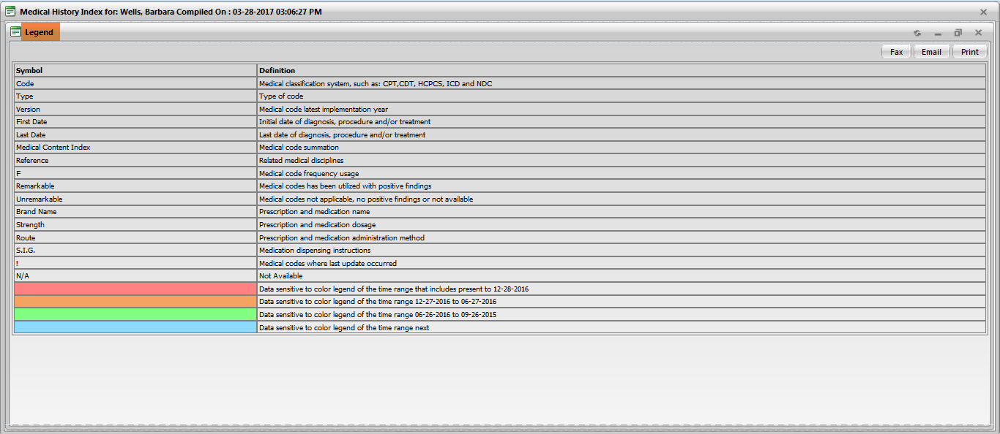 Medical History Index for: Wells, Barbara Compiled On : 03-28-2017 03:06:27 PM
Legend
Fax Email Print
Symbol Definition
Code Medical classification system, such as: CPT,CDT, HCPCS, ICD and NDC
Type Type of code
Version Medical code latest implementation year
First Date Initial date of diagnosis, procedure and/or treatment
Last Date Last date of diagnosis, procedure and/or treatment
Medical Content Index Medical code summation
Reference Related medical disciplines
F Medical code frequency usage
Remarkable Medical codes has been utilized with positive findings
Unremarkable Medical codes not applicable, no positive findings or not available
Brand Name Prescription and medication name
Strength Prescription and medication dosage
Route Prescription and medication administration method
S.I.G. Medication dispensing instructions
! Medical codes where last update occurred
N/A Not Available
Data sensitive to color legend of the time range that includes present to 12-28-2016
Data sensitive to color legend of the time range 12-27-2016 to 06-27-2016
Data sensitive to color legend of the time range 06-26-2016 to 09-26-2015
Data sensitive to color legend of the time range next